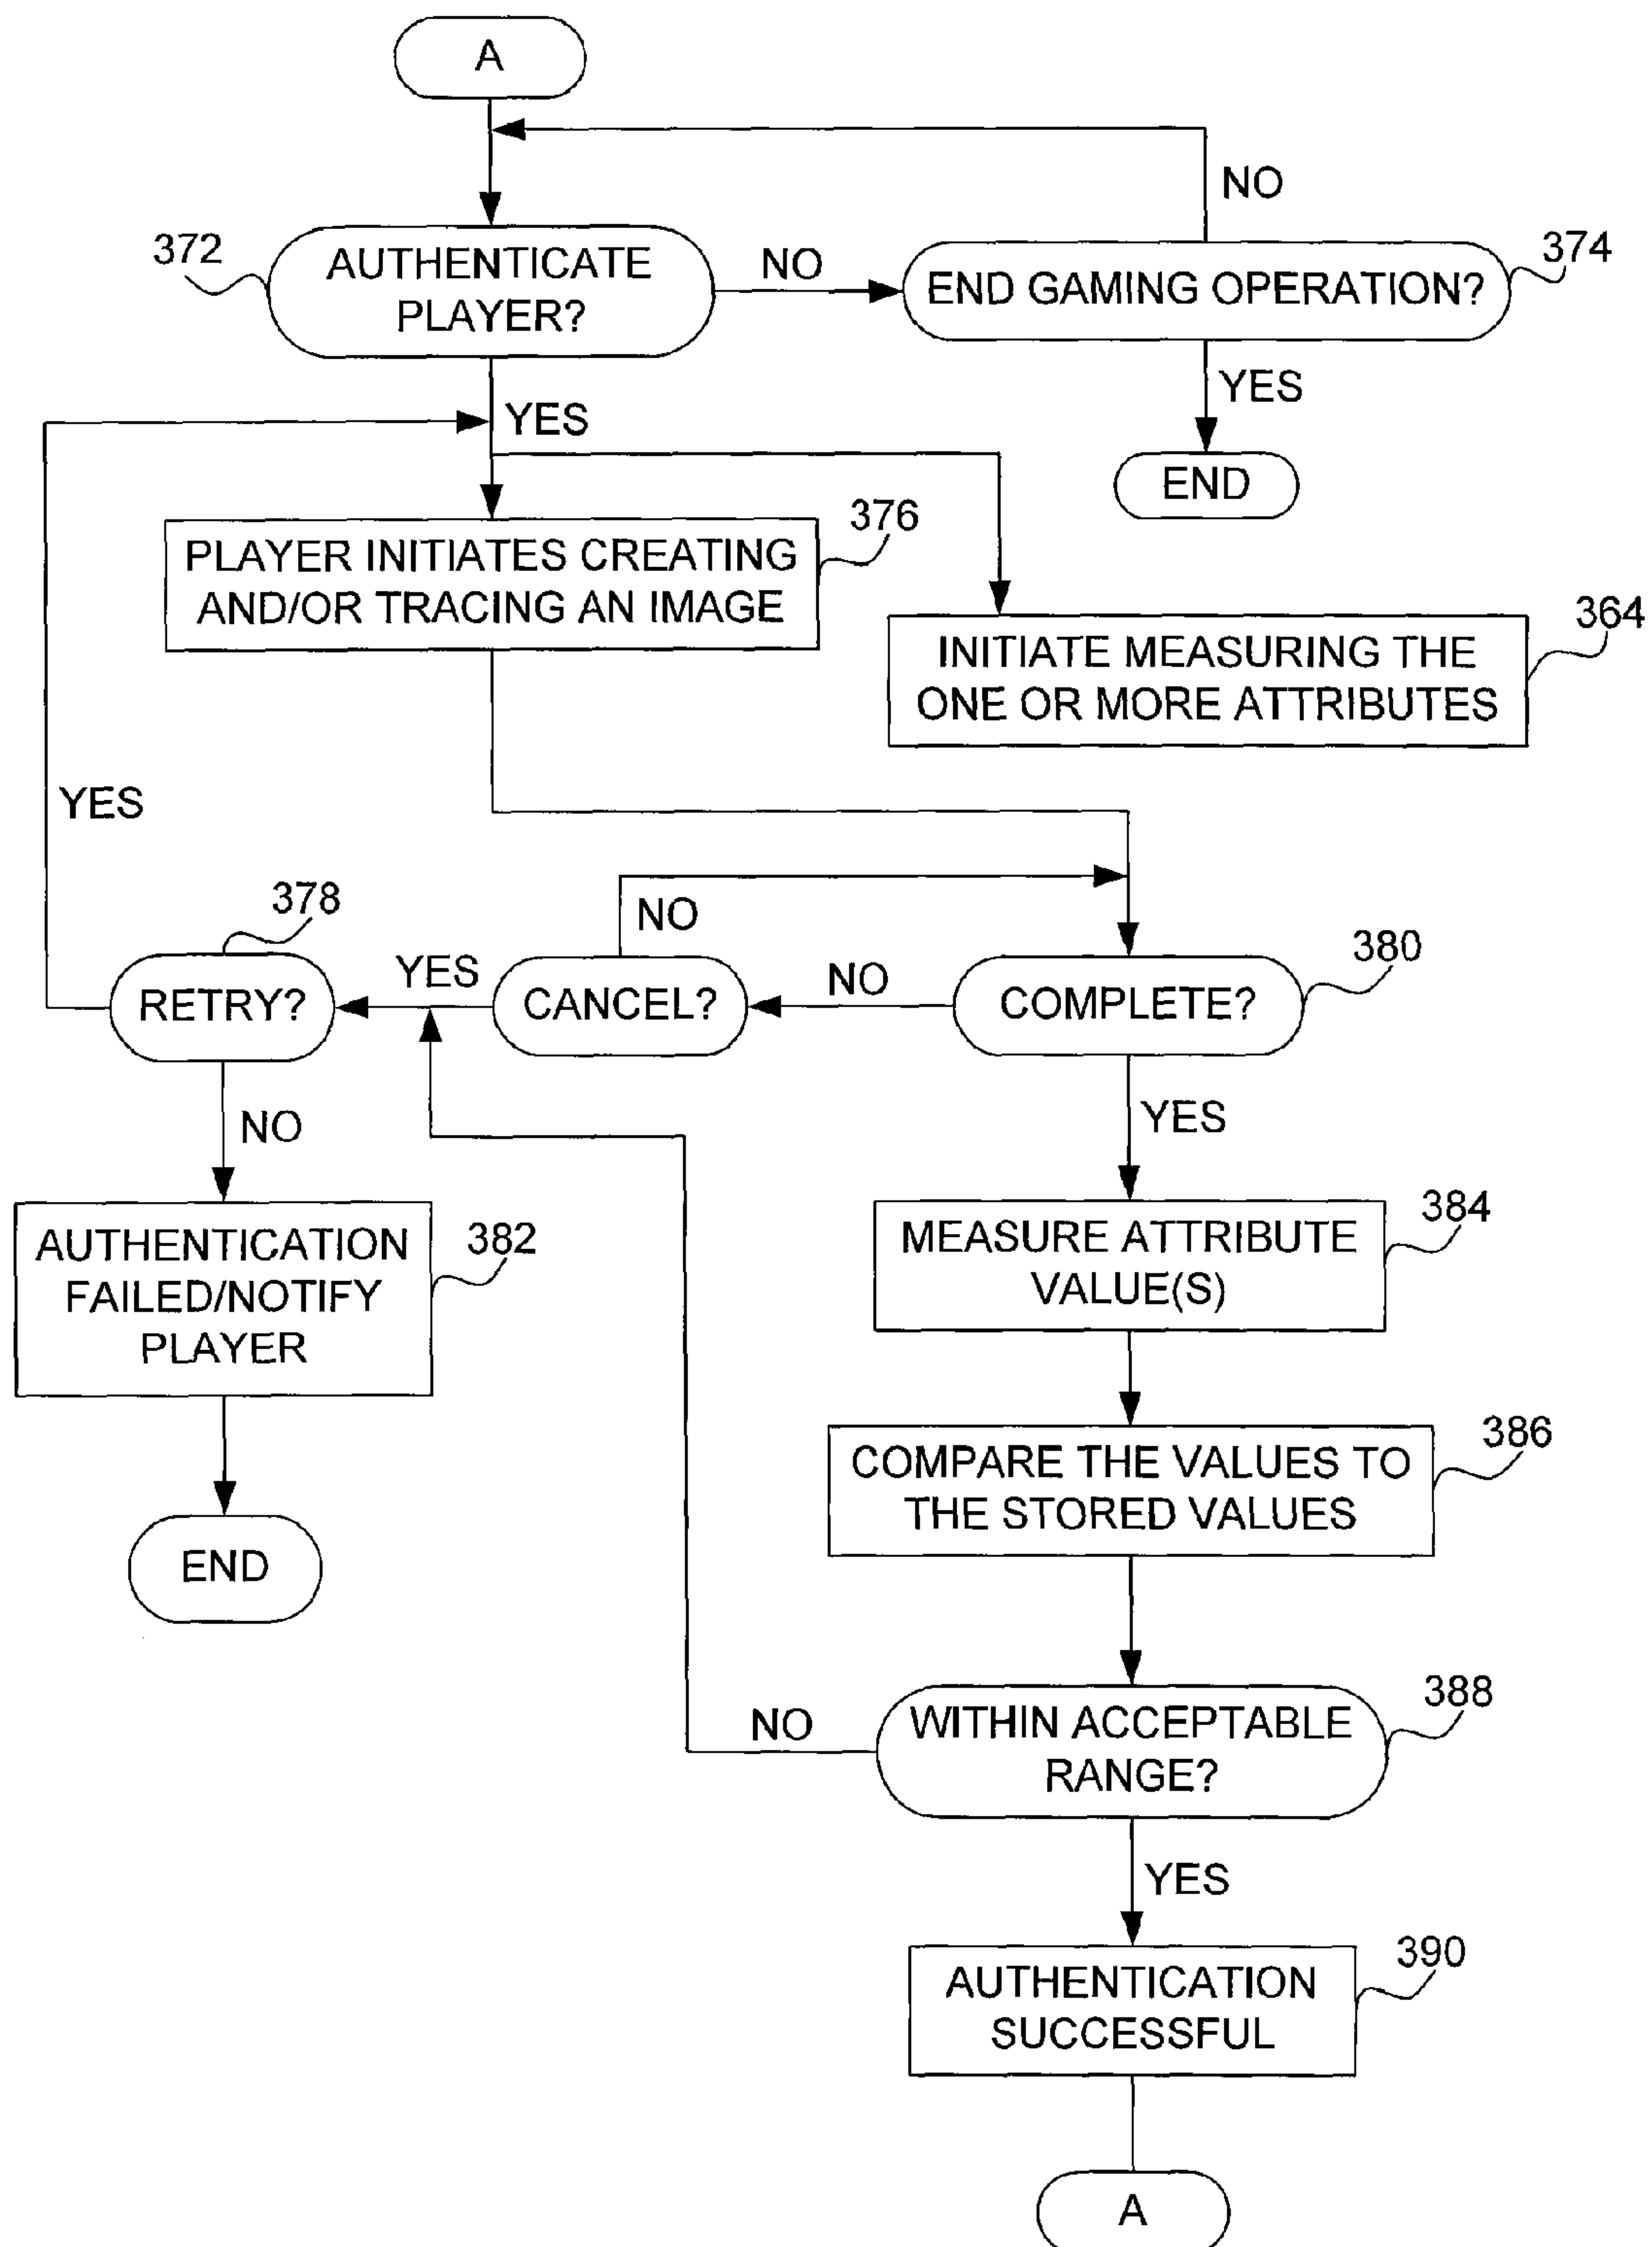 A
NO
372
AUTHENTICATE
PLAYER?
NO
END GAMING OPERATION?
374
YES
YES
END
376
PLAYER INITIATES CREATING
AND/OR TRACING AN IMAGE
364
INITIATE MEASURING THE
ONE OR MORE ATTRIBUTES
YES
378
NO
380
RETRY?
YES
CANCEL?
NO
COMPLETE?
NO
YES
AUTHENTICATION
FAILED/NOTIFY
PLAYER
382
384
MEASURE ATTRIBUTE
VALUE(S)
386
COMPARE THE VALUES TO
THE STORED VALUES
END
388
NO
WITHIN ACCEPTABLE
RANGE?
YES
390
AUTHENTICATION
SUCCESSFUL
A